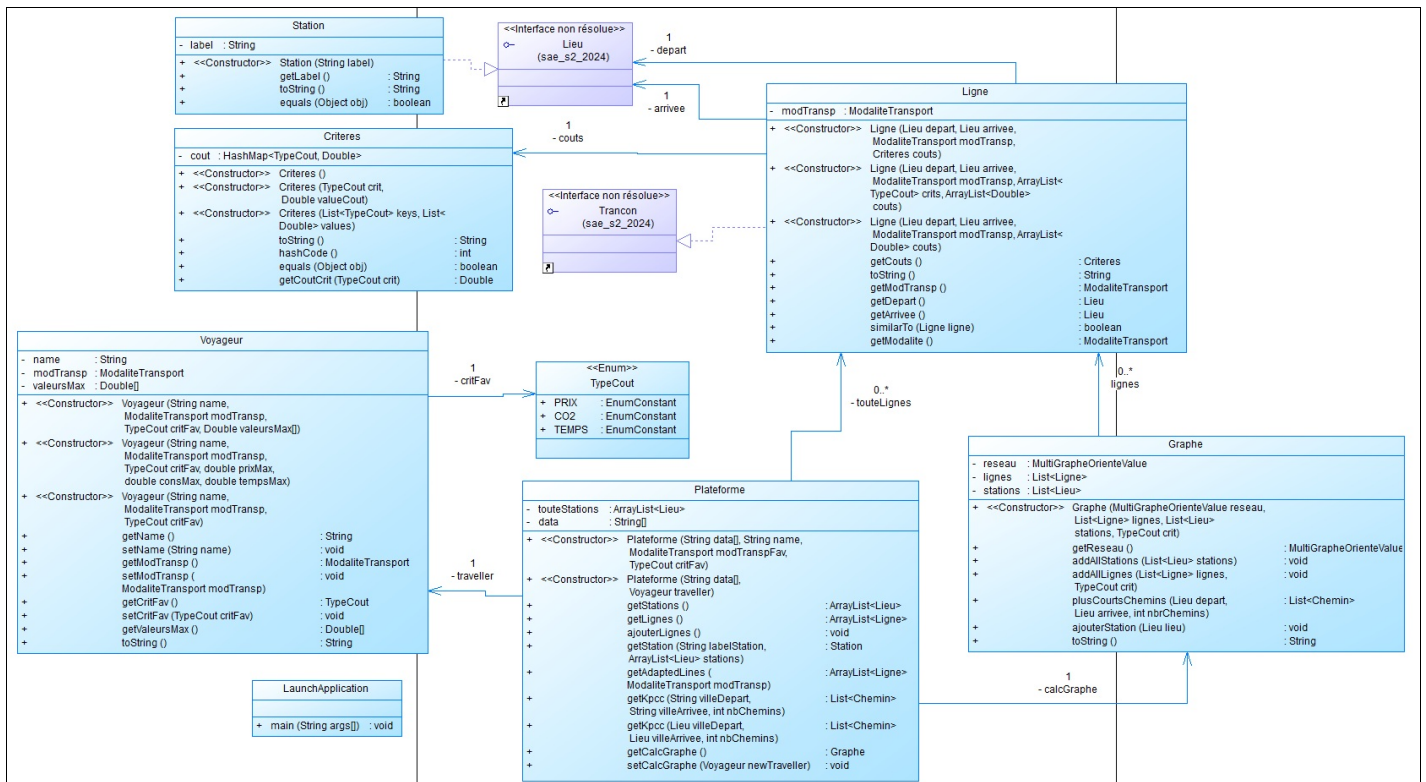 Station
- label : String
+ <<Constructor>> Station (String label)
+ getLabel () : String
+ toString () : String
+ equals (Object obj) : boolean
<<Interface non résolue>>
Lieu
(sae_s2_2024)
1
- depart
1
- arrivee
Ligne
- modTransp : ModaliteTransport
+ <<Constructor>> Ligne (Lieu depart, Lieu arrivee,
ModaliteTransport modTransp,
Criteres couts)
+ <<Constructor>> Ligne (Lieu depart, Lieu arrivee,
ModaliteTransport modTransp, ArrayList<
TypeCout> crits, ArrayList<Double>
couts)
+ <<Constructor>> Ligne (Lieu depart, Lieu arrivee,
ModaliteTransport modTransp, ArrayList<
Double> couts)
+ getCouts () : Criteres
+ toString () : String
+ getModTransp () : ModaliteTransport
+ getDepart () : Lieu
+ getArrivee () : Lieu
+ similarTo (Ligne ligne) : boolean
+ getModalite () : ModaliteTransport
1
- couts
Criteres
- cout : HashMap<TypeCout, Double>
+ <<Constructor>> Criteres ()
+ <<Constructor>> Criteres (TypeCout crit,
Double valueCout)
+ <<Constructor>> Criteres (List<TypeCout> keys, List<
Double> values)
+ toString () : String
+ hashCode () : int
+ equals (Object obj) : boolean
+ getCoutCrit (TypeCout crit) : Double
<<Interface non résolue>>
Trancon
(sae_s2_2024)
Voyageur
- name : String
- modTransp : ModaliteTransport
- valeursMax : Double[]
+ <<Constructor>> Voyageur (String name,
ModaliteTransport modTransp,
TypeCout critFav, Double valeursMax[])
+ <<Constructor>> Voyageur (String name,
ModaliteTransport modTransp,
TypeCout critFav, double prixMax,
double consMax, double tempsMax)
+ <<Constructor>> Voyageur (String name,
ModaliteTransport modTransp,
TypeCout critFav)
+ getName () : String
+ setName (String name) : void
+ getModTransp () : ModaliteTransport
+ setModTransp ( : void
ModaliteTransport modTransp)
+ getCritFav () : TypeCout
+ setCritFav (TypeCout critFav) : void
+ getValeursMax () : Double[]
+ toString () : String
1
- critFav
<<Enum>>
TypeCout
+ PRIX : EnumConstant
+ CO2 : EnumConstant
+ TEMPS : EnumConstant
0..*
- touteLignes
0..*
lignes
Graphe
- reseau : MultiGrapheOrienteValue
- lignes : List<Ligne>
- stations : List<Lieu>
+ <<Constructor>> Graphe (MultiGrapheOrienteValue reseau,
List<Ligne> lignes, List<Lieu>
stations, TypeCout crit)
+ getReseau () : MultiGrapheOrienteValue
+ addAllStations (List<Lieu> stations) : void
+ addAllLignes (List<Ligne> lignes, : void
TypeCout crit)
+ plusCourtsChemins (Lieu depart, : List<Chemin>
Lieu arrivee, int nbrChemins)
+ ajouterStation (Lieu lieu) : void
+ toString () : String
Plateforme
- touteStations : ArrayList<Lieu>
- data : String[]
+ <<Constructor>> Plateforme (String data[], String name,
ModaliteTransport modTranspFav,
TypeCout critFav)
+ <<Constructor>> Plateforme (String data[],
Voyageur traveller)
+ getStations () : ArrayList<Lieu>
+ getLignes () : ArrayList<Ligne>
+ ajouterLignes () : void
+ getStation (String labelStation, : Station
ArrayList<Lieu> stations)
+ getAdaptedLines ( : ArrayList<Ligne>
ModaliteTransport modTransp)
+ getKpcc (String villeDepart, : List<Chemin>
String villeArrivee, int nbChemins)
+ getKpcc (Lieu villeDepart, : List<Chemin>
Lieu villeArrivee, int nbChemins)
+ getCalcGraphe () : Graphe
+ setCalcGraphe (Voyageur newTraveller) : void
1
- traveller
1
- calcGraphe
LaunchApplication
+ main (String args[]) : void